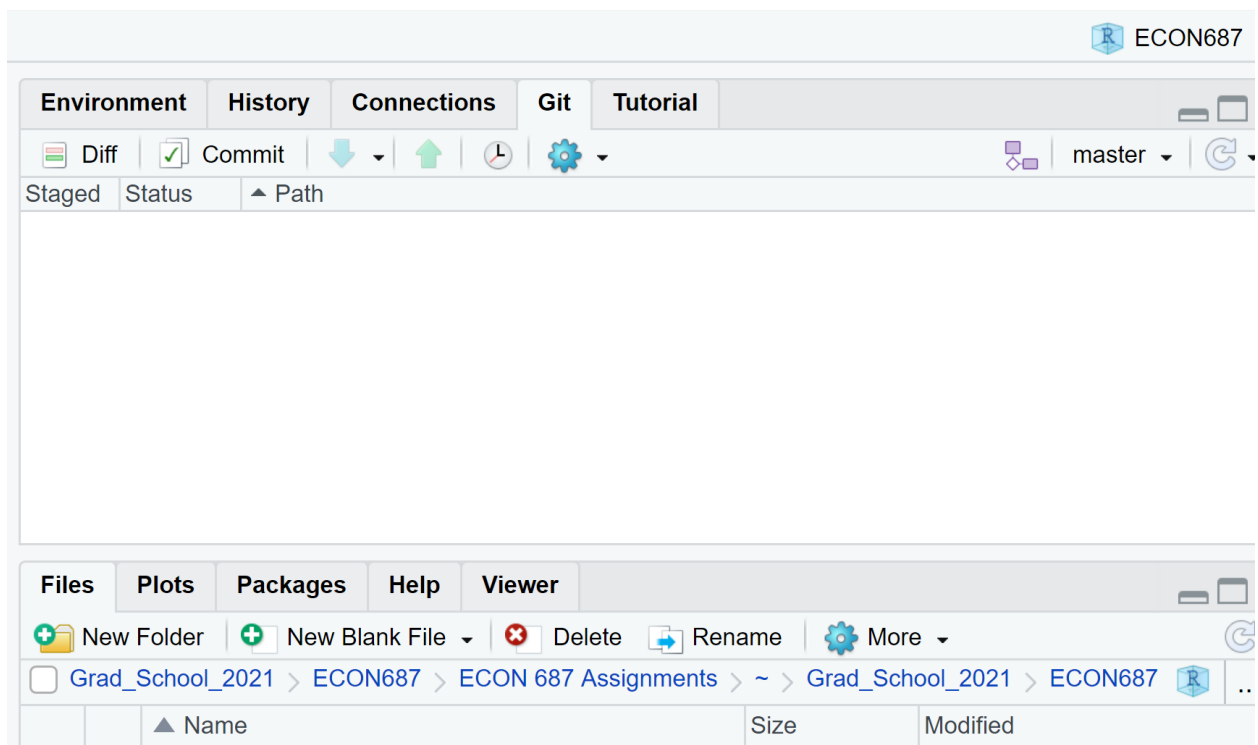 ECON687
Environment History Connections Git Tutorial
Diff Commit master
Staged Status Path
Files Plots Packages Help Viewer
New Folder New Blank File Delete Rename More
Grad_School_2021 > ECON687 > ECON 687 Assignments > ~ > Grad_School_2021 > ECON687 ...
Name Size Modified